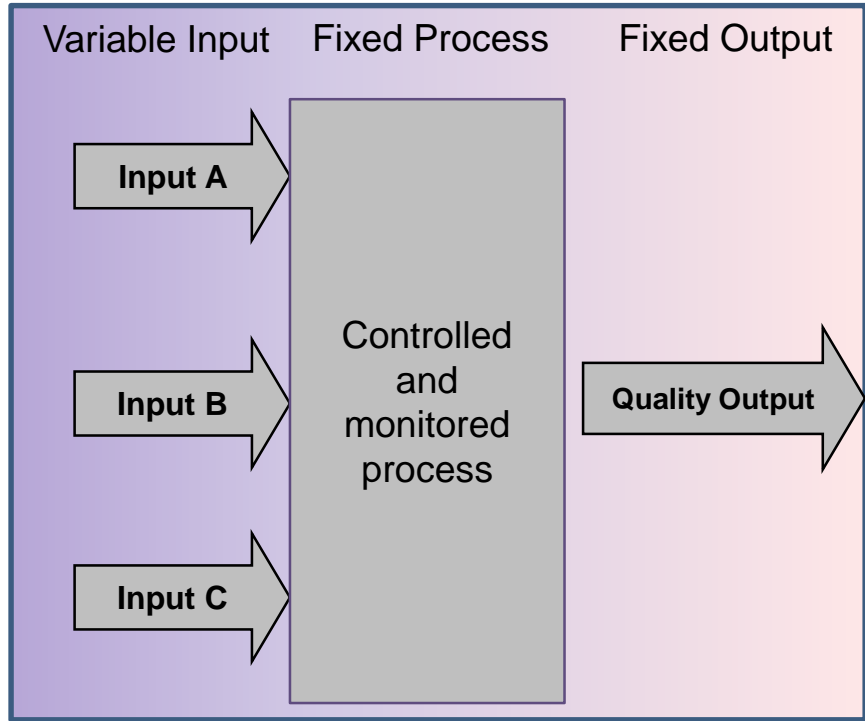 Variable Input
Fixed Process
Fixed Output
Input A
Input B
Input C
Controlled
and
monitored
process
Quality Output